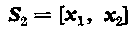 S₂ = [x₁, x₂]